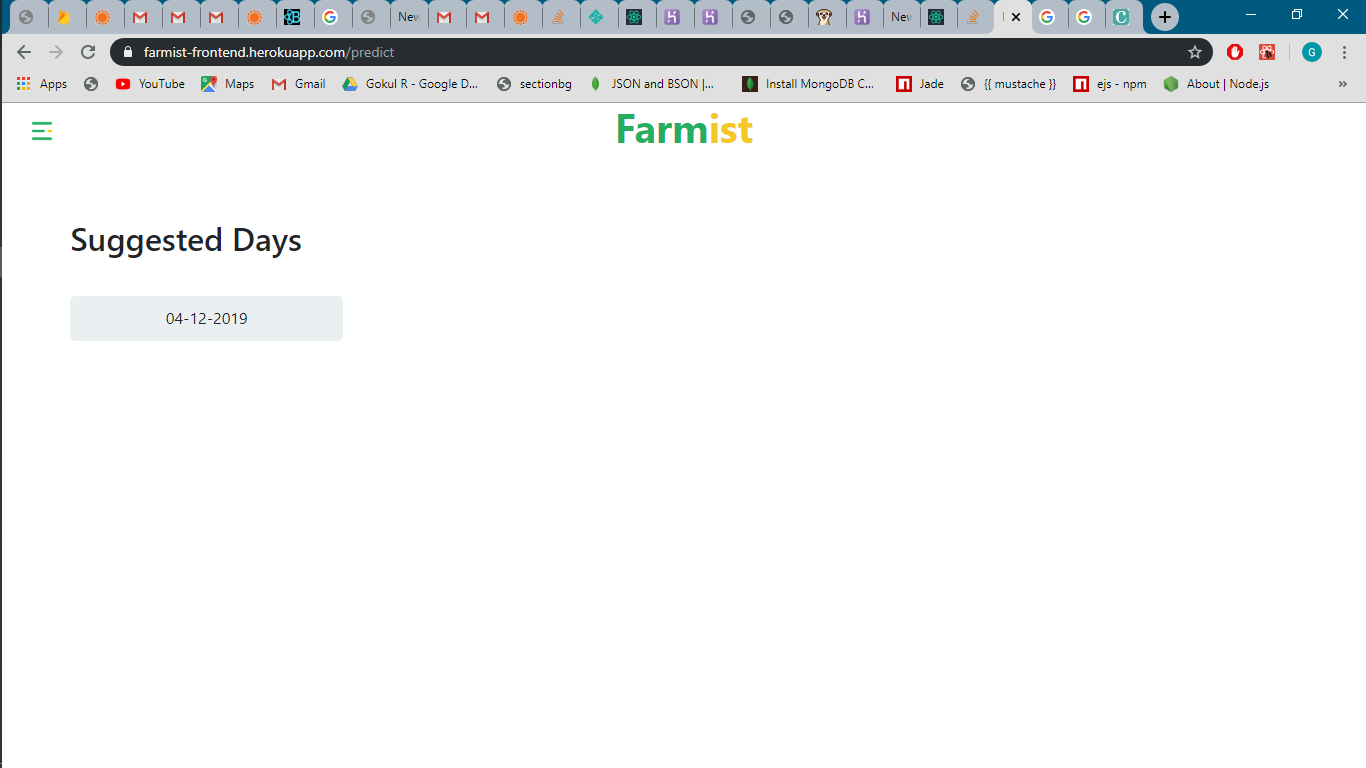 New
New
farmist-frontend.herokuapp.com/predict
G
Apps
YouTube
Maps
Gmail
Gokul R - Google D...
sectionbg
JSON and BSON |...
Install MongoDB C...
Jade
{{ mustache }}
ejs - npm
About | Node.js
»
Farmist
Suggested Days
04-12-2019